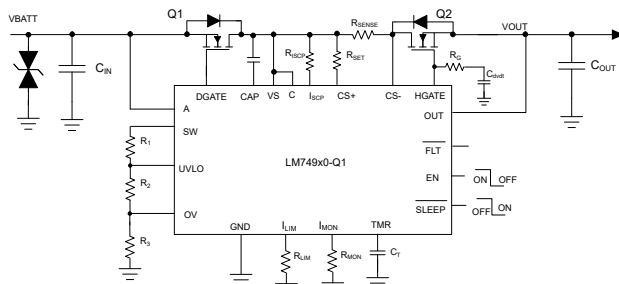 Q1
Q2
VBATT
VOUT
RSENSE
CIN
RISCP
RSET
RG
Cdvdt
COUT
DGATE
CAP
VS
C
ISCP
CS+
CS-
HGATE
A
OUT
SW
R1
UVLO
LM749x0-Q1
FLT
R2
EN
ON
OFF
OV
SLEEP
OFF
ON
GND
ILIM
IMON
TMR
R3
RLIM
RMON
CT